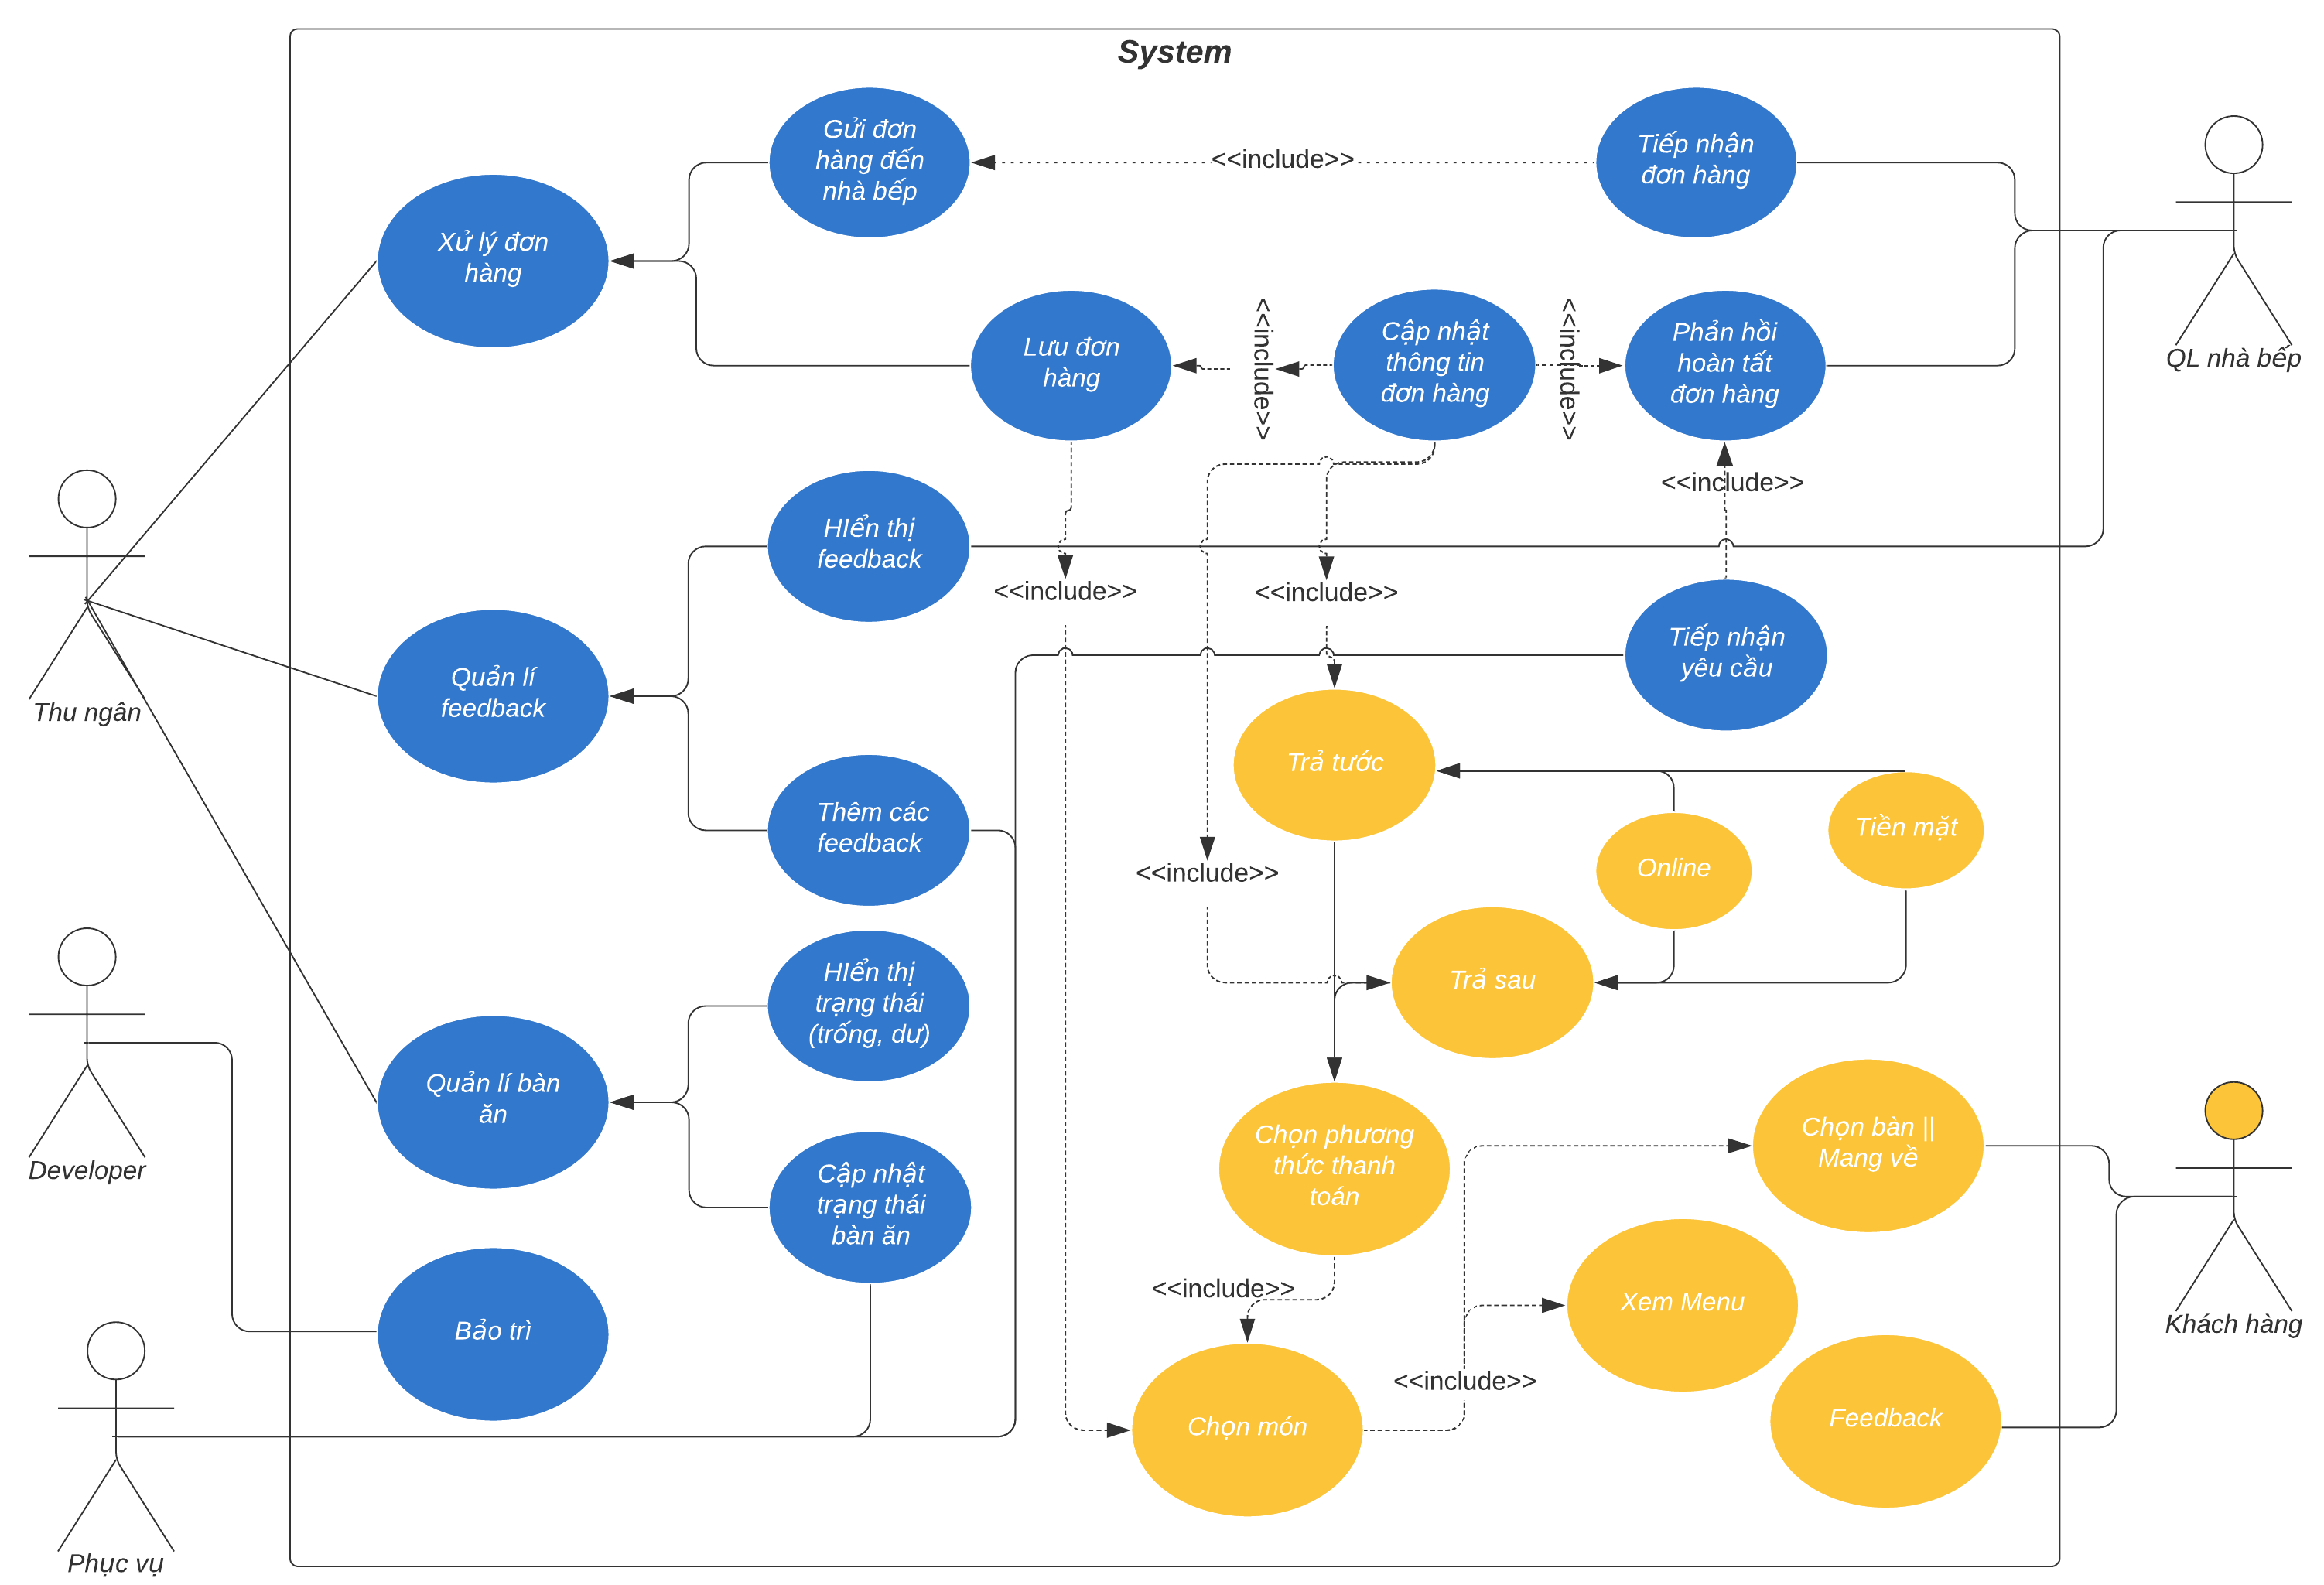 System
Gửi đơn
hàng đến
nhà bếp
<<include>>
Tiếp nhận
đơn hàng
Xử lý đơn
hàng
QL nhà bếp
Lưu đơn
hàng
<<include>>
Cập nhật
thông tin
đơn hàng
<<include>>
Phản hồi
hoàn tất
đơn hàng
<<include>>
HIển thị
feedback
<<include>>
<<include>>
Tiếp nhận
yêu cầu
Quản lí
feedback
Thu ngân
Trả tước
Thêm các
feedback
Tiền mặt
Online
<<include>>
HIển thị
trạng thái
(trống, dư)
Trả sau
Quản lí bàn
ăn
Chọn phương
thức thanh
toán
Chọn bàn ||
Mang về
Developer
Cập nhật
trạng thái
bàn ăn
<<include>>
Xem Menu
Khách hàng
Bảo trì
<<include>>
Chọn món
Feedback
Phục vụ